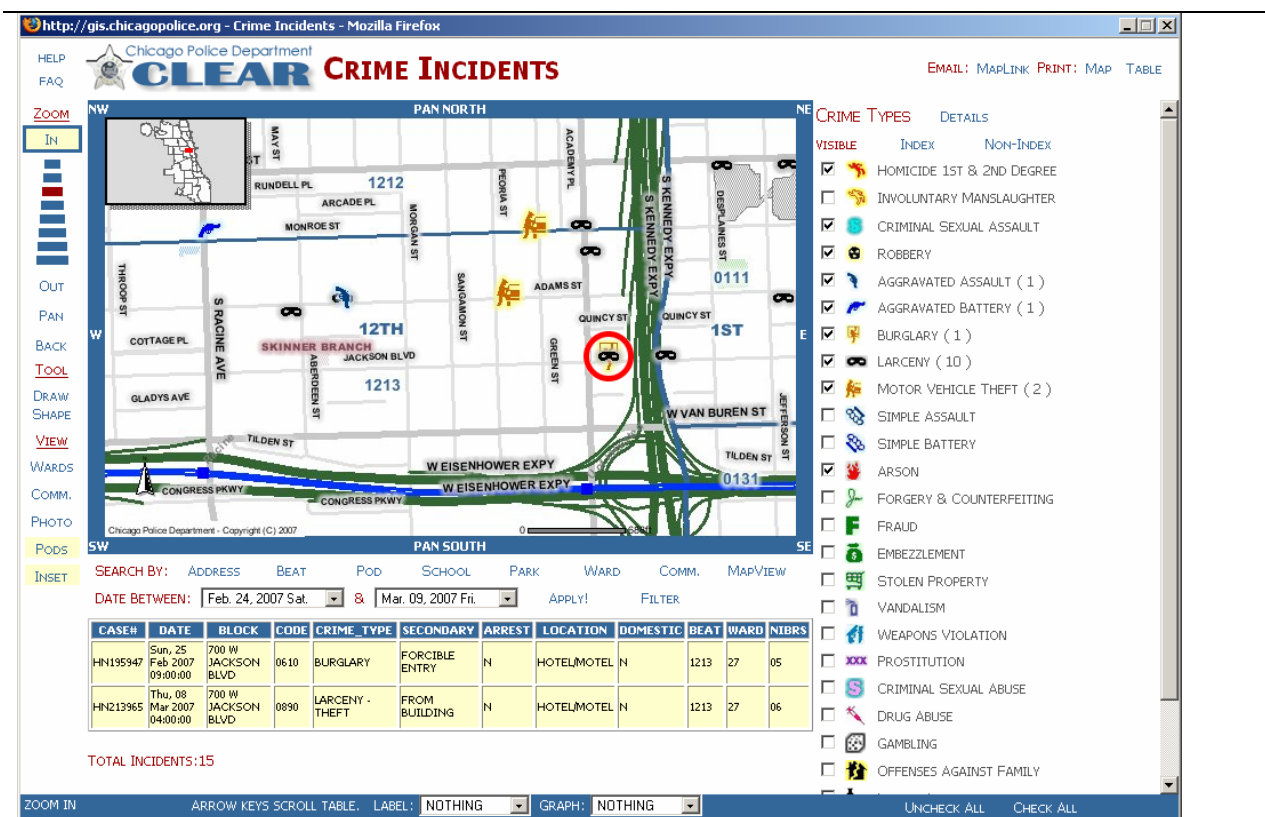 http://gis.chicagopolice.org - Crime Incidents - Mozilla Firefox
HELP
FAQ
Chicago Police Department
CLEAR
CRIME INCIDENTS
EMAIL: MAPLINK PRINT: MAP TABLE
ZOOM
IN
OUT
PAN
BACK
TOOL
DRAW
SHAPE
VIEW
WARDS
COMM.
PHOTO
PODS
INSET
NW PAN NORTH NE
MAY ST
ACADEMY PL
RUNDELL PL
1212
PEORIA ST
ARCADE PL
MORGAN ST
S KENNEDY EXPY
S KENNEDY EXPY
DESPLAINES ST
MONROE ST
THROOP ST
SANGAMON ST
ADAMS ST
0111
S RACINE AVE
QUINCY ST
QUINCY ST
12TH
1ST
W
E
COTTAGE PL
SKINNER BRANCH
JACKSON BLVD
GREEN ST
ABERDEEN ST
1213
GLADYS AVE
JEFFERSON ST
W VAN BUREN ST
TILDEN ST
TILDEN ST
W EISENHOWER EXPY
W EISENHOWER EXPY
0131
CONGRESS PKWY
CONGRESS PKWY
Chicago Police Department - Copyright (C) 2007
SW PAN SOUTH SE
SEARCH BY: ADDRESS BEAT POD SCHOOL PARK WARD COMM. MAPVIEW
DATE BETWEEN: Feb. 24, 2007 Sat. & Mar. 09, 2007 Fri. APPLY! FILTER
CASE# DATE BLOCK CODE CRIME_TYPE SECONDARY ARREST LOCATION DOMESTIC BEAT WARD NIBRS
HN195947 Sun, 25 Feb 2007 09:00:00 700 W JACKSON BLVD 0610 BURGLARY FORCIBLE ENTRY N HOTEL/MOTEL N 1213 27 05
HN213965 Thu, 08 Mar 2007 04:00:00 700 W JACKSON BLVD 0890 LARCENY - THEFT FROM BUILDING N HOTEL/MOTEL N 1213 27 06
TOTAL INCIDENTS:15
CRIME TYPES DETAILS
VISIBLE INDEX NON-INDEX
HOMICIDE 1ST & 2ND DEGREE
INVOLUNTARY MANSLAUGHTER
CRIMINAL SEXUAL ASSAULT
ROBBERY
AGGRAVATED ASSAULT ( 1 )
AGGRAVATED BATTERY ( 1 )
BURGLARY ( 1 )
LARCENY ( 10 )
MOTOR VEHICLE THEFT ( 2 )
SIMPLE ASSAULT
SIMPLE BATTERY
ARSON
FORGERY & COUNTERFEITING
FRAUD
EMBEZZLEMENT
STOLEN PROPERTY
VANDALISM
WEAPONS VIOLATION
XXX PROSTITUTION
CRIMINAL SEXUAL ABUSE
DRUG ABUSE
GAMBLING
OFFENSES AGAINST FAMILY
ZOOM IN ARROW KEYS SCROLL TABLE. LABEL: NOTHING GRAPH: NOTHING UNCHECK ALL CHECK ALL